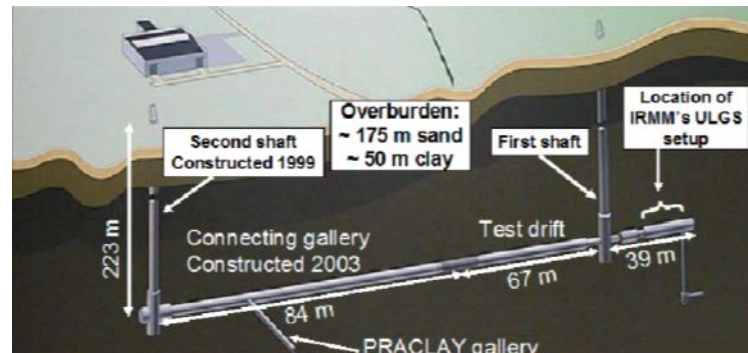 Overburden:
~ 175 m sand
~ 50 m clay
Location of
IRMM's ULGS
setup
Second shaft
Constructed 1999
First shaft
223 m
Connecting gallery
Constructed 2003
Test drift
84 m
67 m
39 m
PRACLAY gallery